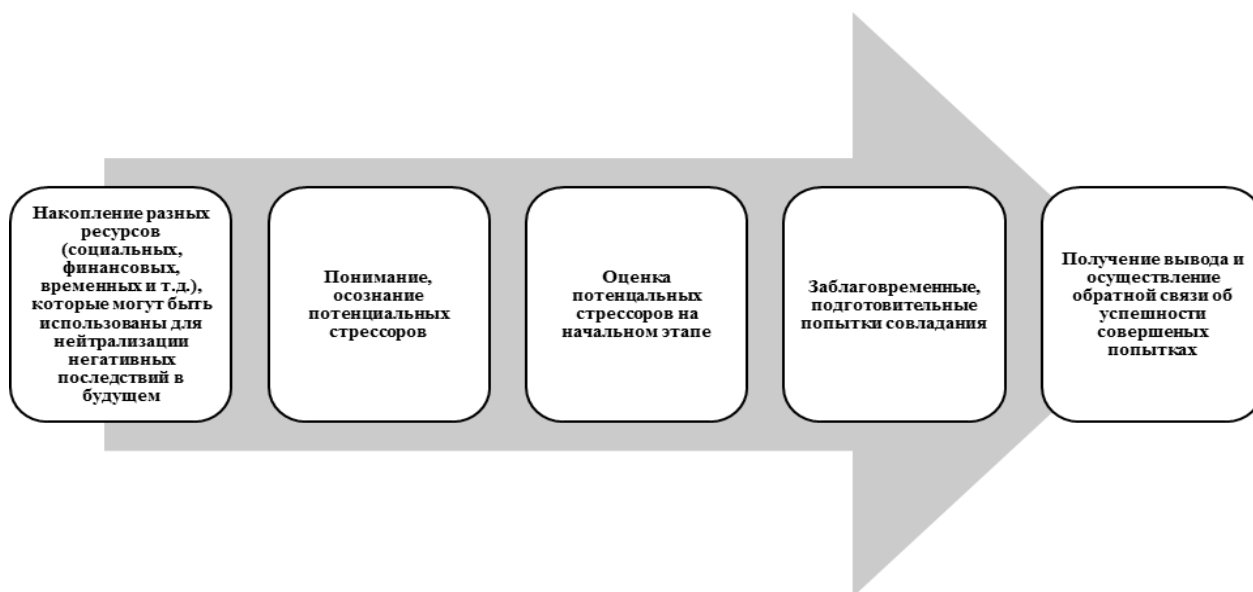 Накопление разных
ресурсов
(социальных,
финансовых,
временных и т.д.),
которые могут быть
использованы для
нейтрализации
негативных
последствий в
будущем
Понимание,
осознание
потенциальных
стрессоров
Оценка
потенцальных
стрессоров на
начальном этапе
Заблаговременные,
подготовительные
попытки совладания
Получение вывода и
осуществление
обратной связи об
успешности
совершеных
попытках